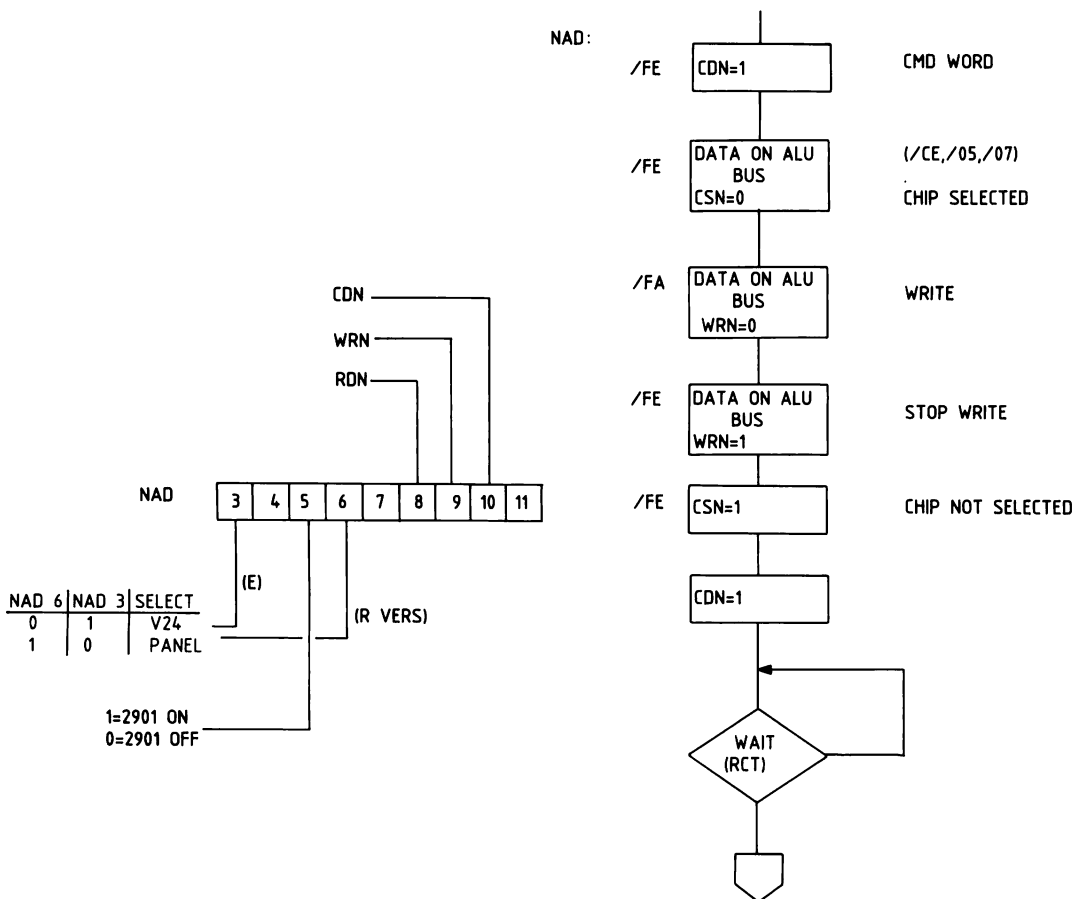 NAD:
/FE CDN=1 CMD WORD
/FE DATA ON ALU (/CE,/05,/07)
BUS
CSN=0 CHIP SELECTED
/FA DATA ON ALU
BUS WRITE
WRN=0
/FE DATA ON ALU
BUS STOP WRITE
WRN=1
/FE CSN=1 CHIP NOT SELECTED
CDN=1
WAIT
(RCT)
CDN
WRN
RDN
NAD 3 4 5 6 7 8 9 10 11
(E)
(R VERS)
NAD 6 NAD 3 SELECT
0 1 V24
1 0 PANEL
1=2901 ON
0=2901 OFF